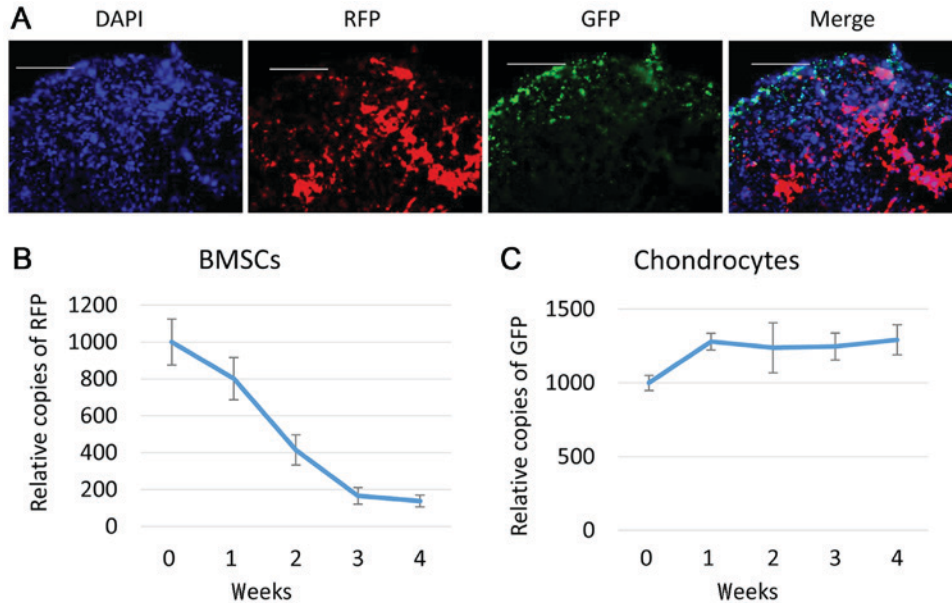 A
DAPI RFP GFP Merge
B
BMSCs
Relative copies of RFP
1200
1000
800
600
400
200
0
0 1 2 3 4
Weeks
C
Chondrocytes
Relative copies of GFP
1500
1000
500
0
0 1 2 3 4
Weeks